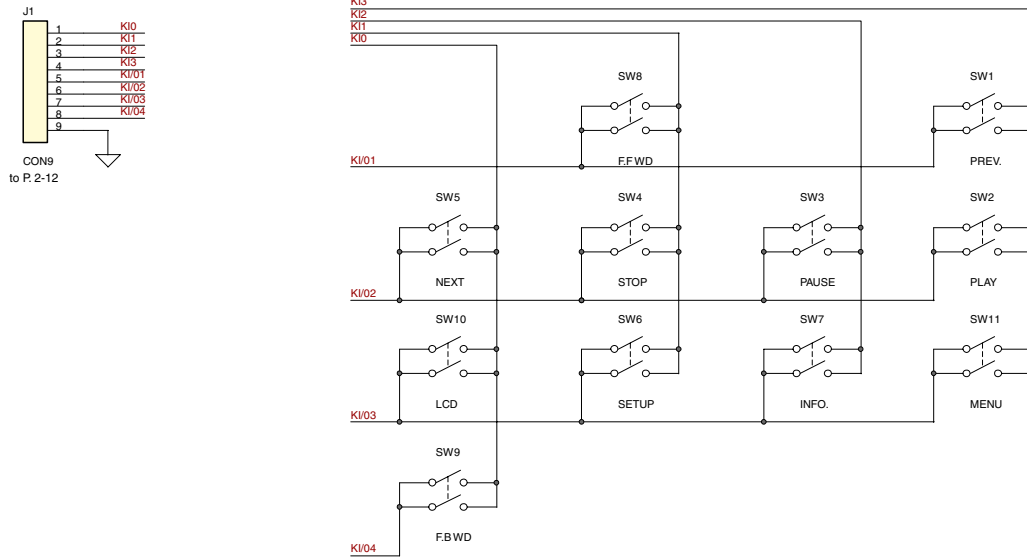 J1
1 KI0
2 KI1
3 KI2
4 KI3
5 KI/01
6 KI/02
7 KI/03
8 KI/04
9
CON9
to P. 2-12
KI3
KI2
KI1
KI0
SW8
SW1
KI/01
F.F WD
PREV.
SW5
SW4
SW3
SW2
NEXT
STOP
PAUSE
PLAY
KI/02
SW10
SW6
SW7
SW11
LCD
SETUP
INFO.
MENU
KI/03
SW9
F.B WD
KI/04